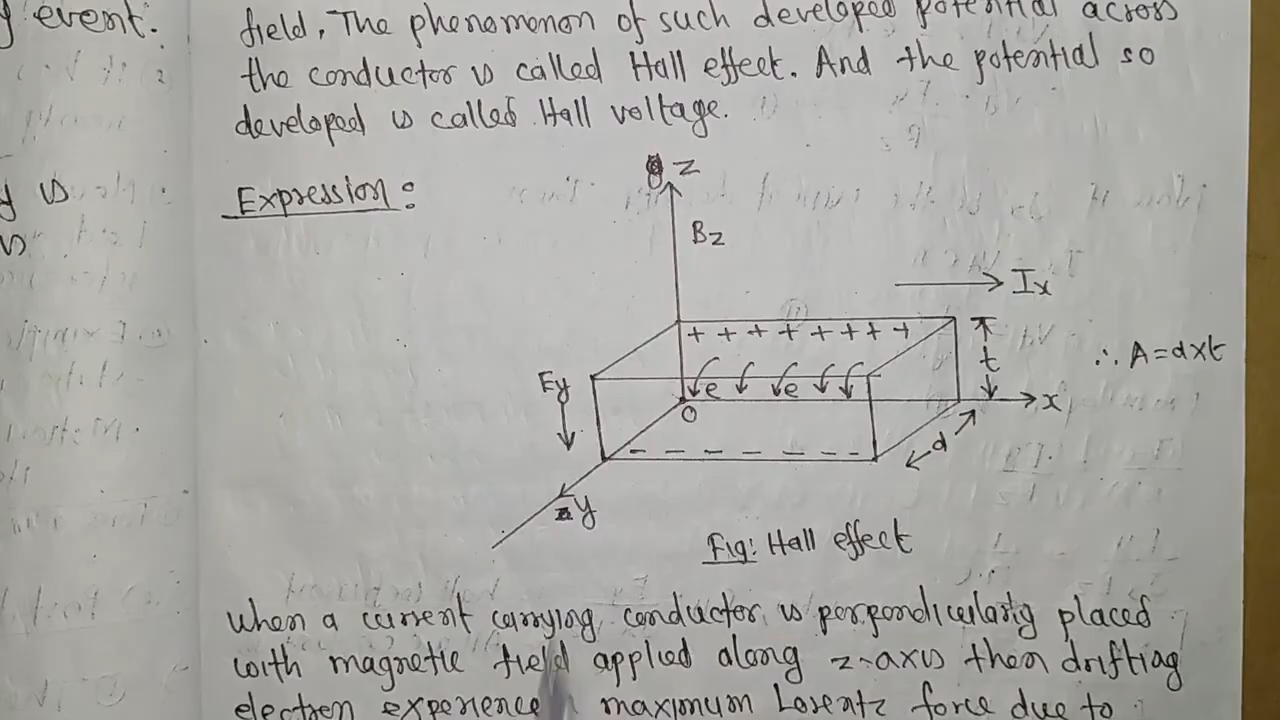 event.
field. The phenomenon of such developed potential across
the conductor is called Hall effect. And the potential so
developed is called Hall voltage.
Expression:
Z
Bz
Ix
+ + + + + + + +
t
∴ A = d x t
Ey
e e
O
x
d
- - - - - - -
y
Fig: Hall effect
When a current carrying conductor is perpendicularly placed
with magnetic field applied along z-axis then drifting
electron experience maximum Lorentz force due to